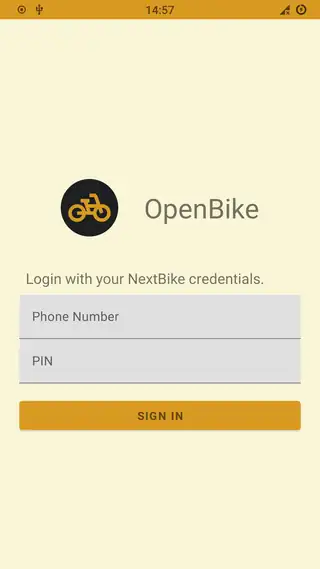 14:57
OpenBike
Login with your NextBike credentials.
Phone Number
PIN
SIGN IN